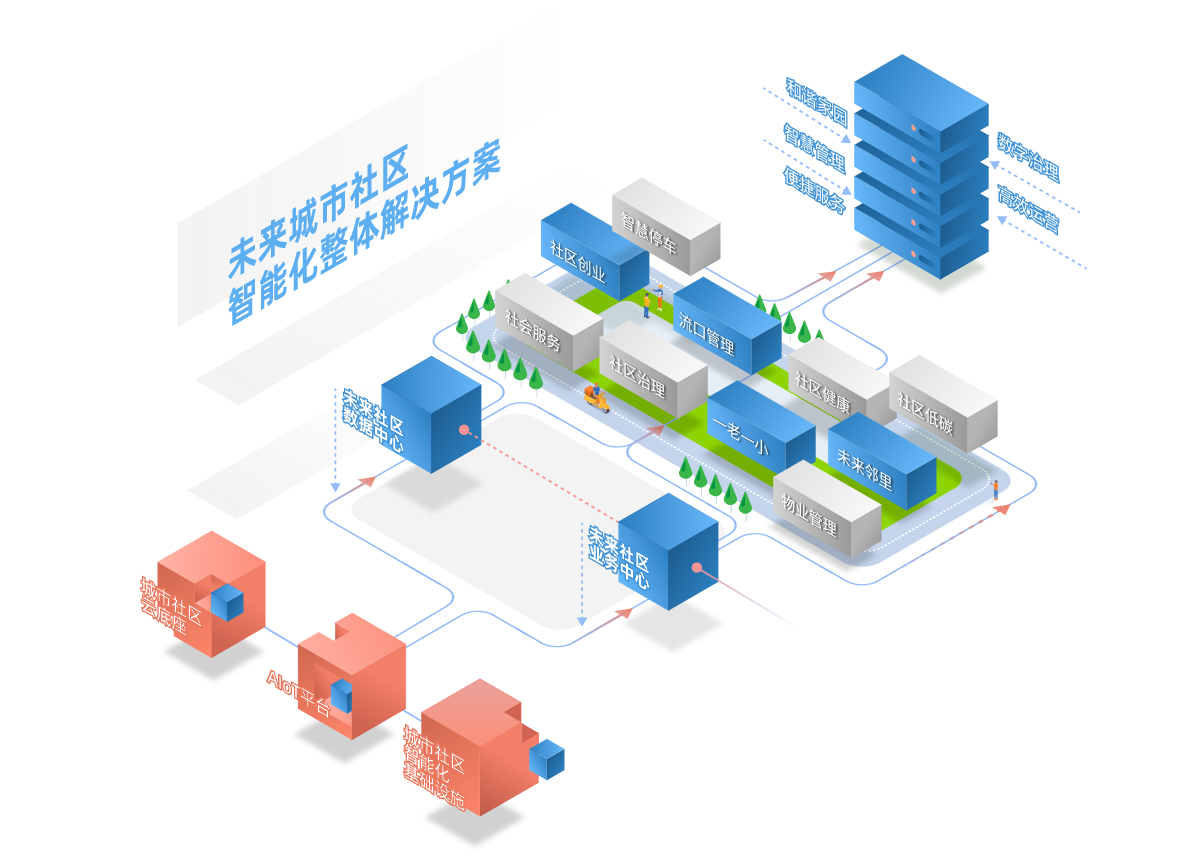 未来城市社区
智能化整体解决方案
和谐家园
智慧管理
便捷服务
数字治理
高效运营
智慧停车
社区创业
社会服务
流口管理
社区治理
社区健康
社区低碳
一老一小
未来邻里
物业管理
未来社区
数据中心
未来社区
业务中心
城市社区
云底座
AIoT平台
城市社区
智能化
基础设施